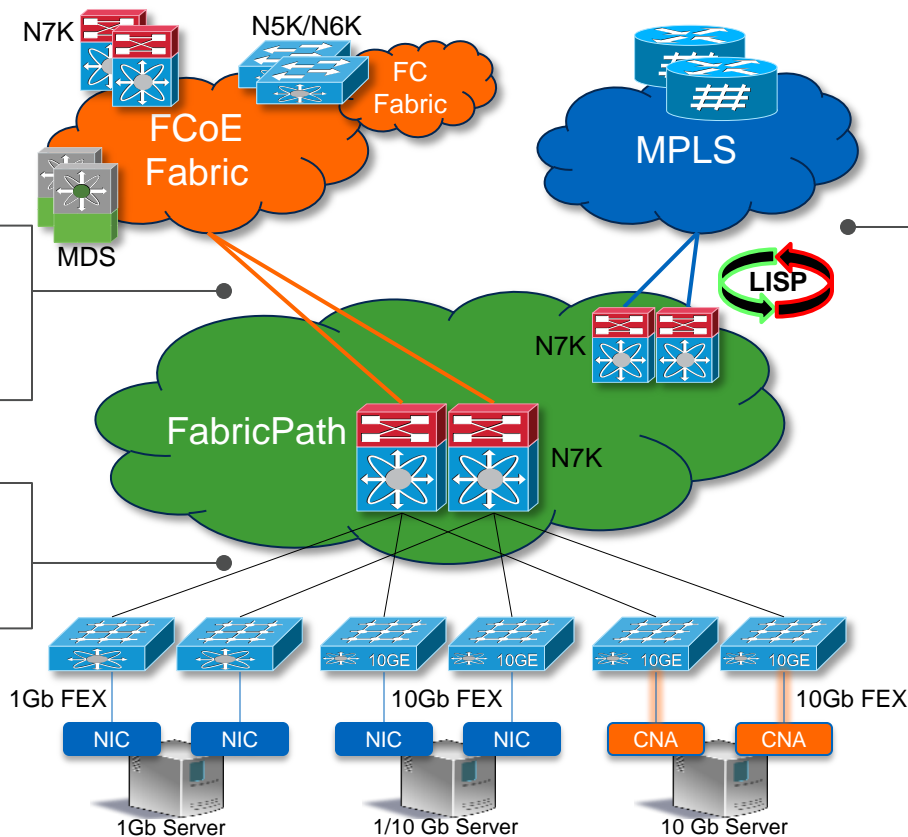 N7K
N5K/N6K
FC
Fabric
FCoE
Fabric
MPLS
MDS
LISP
N7K
FabricPath
N7K
10GE
10GE
10GE
10GE
1Gb FEX
10Gb FEX
10Gb FEX
NIC
NIC
NIC
NIC
CNA
CNA
1Gb Server
1/10 Gb Server
10 Gb Server